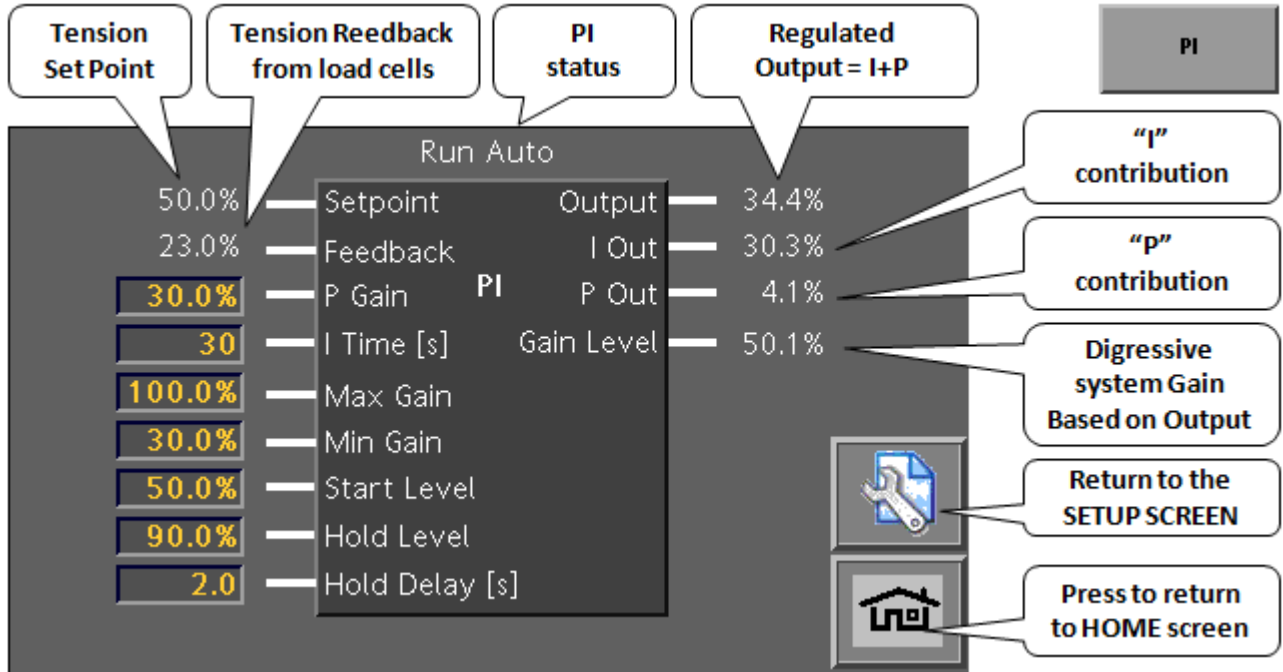 Tension
Set Point
Tension Reedback
from load cells
PI
status
Regulated
Output = I+P
PI
Run Auto
50.0% Setpoint Output 34.4%
23.0% Feedback I Out 30.3%
30.0% P Gain PI P Out 4.1%
30 I Time [s] Gain Level 50.1%
100.0% Max Gain
30.0% Min Gain
50.0% Start Level
90.0% Hold Level
2.0 Hold Delay [s]
“I”
contribution
“P”
contribution
Digressive
system Gain
Based on Output
Return to the
SETUP SCREEN
Press to return
to HOME screen